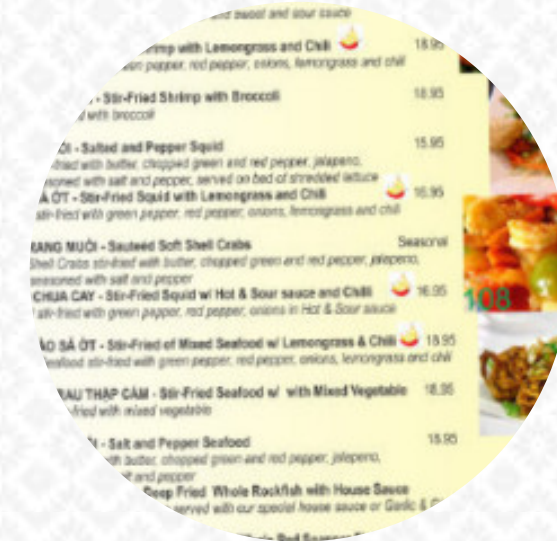 and sweet and sour sauce
with Lemongrass and Chili 18.95
pepper, red pepper, onions, lemongrass and chili
- Stir-Fried Shrimp with Broccoli 18.95
with broccoli
- Salted and Pepper Squid 15.95
with butter, chopped green and red pepper, jalapeno,
with salt and pepper, served on bed of shredded lettuce
ỚT - Stir-Fried Squid with Lemongrass and Chili 16.95
stir-fried with green pepper, red pepper, onions, lemongrass and chili
RANG MUỐI - Sauteed Soft Shell Crabs Seasonal
Shell Crabs stir-fried with butter, chopped green and red pepper, jalepeno,
seasoned with salt and pepper
CHUA CAY - Stir-Fried Squid w/ Hot & Sour sauce and Chilli 16.95
stir-fried with green pepper, red pepper, onions in Hot & Sour sauce
SẢ ỚT - Stir-Fried of Mixed Seafood w/ Lemongrass & Chili 18.95
stir-fried with green pepper, red pepper, onions, lemongrass and chili
RAU THẬP CẨM - Stir-Fried Seafood w/ with Mixed Vegetable 18.95
with mixed vegetable
- Salt and Pepper Seafood 18.95
with butter, chopped green and red pepper, jalepeno,
and pepper
Deep Fried Whole Rockfish with House Sauce
served with our special house sauce or Garlic &
108